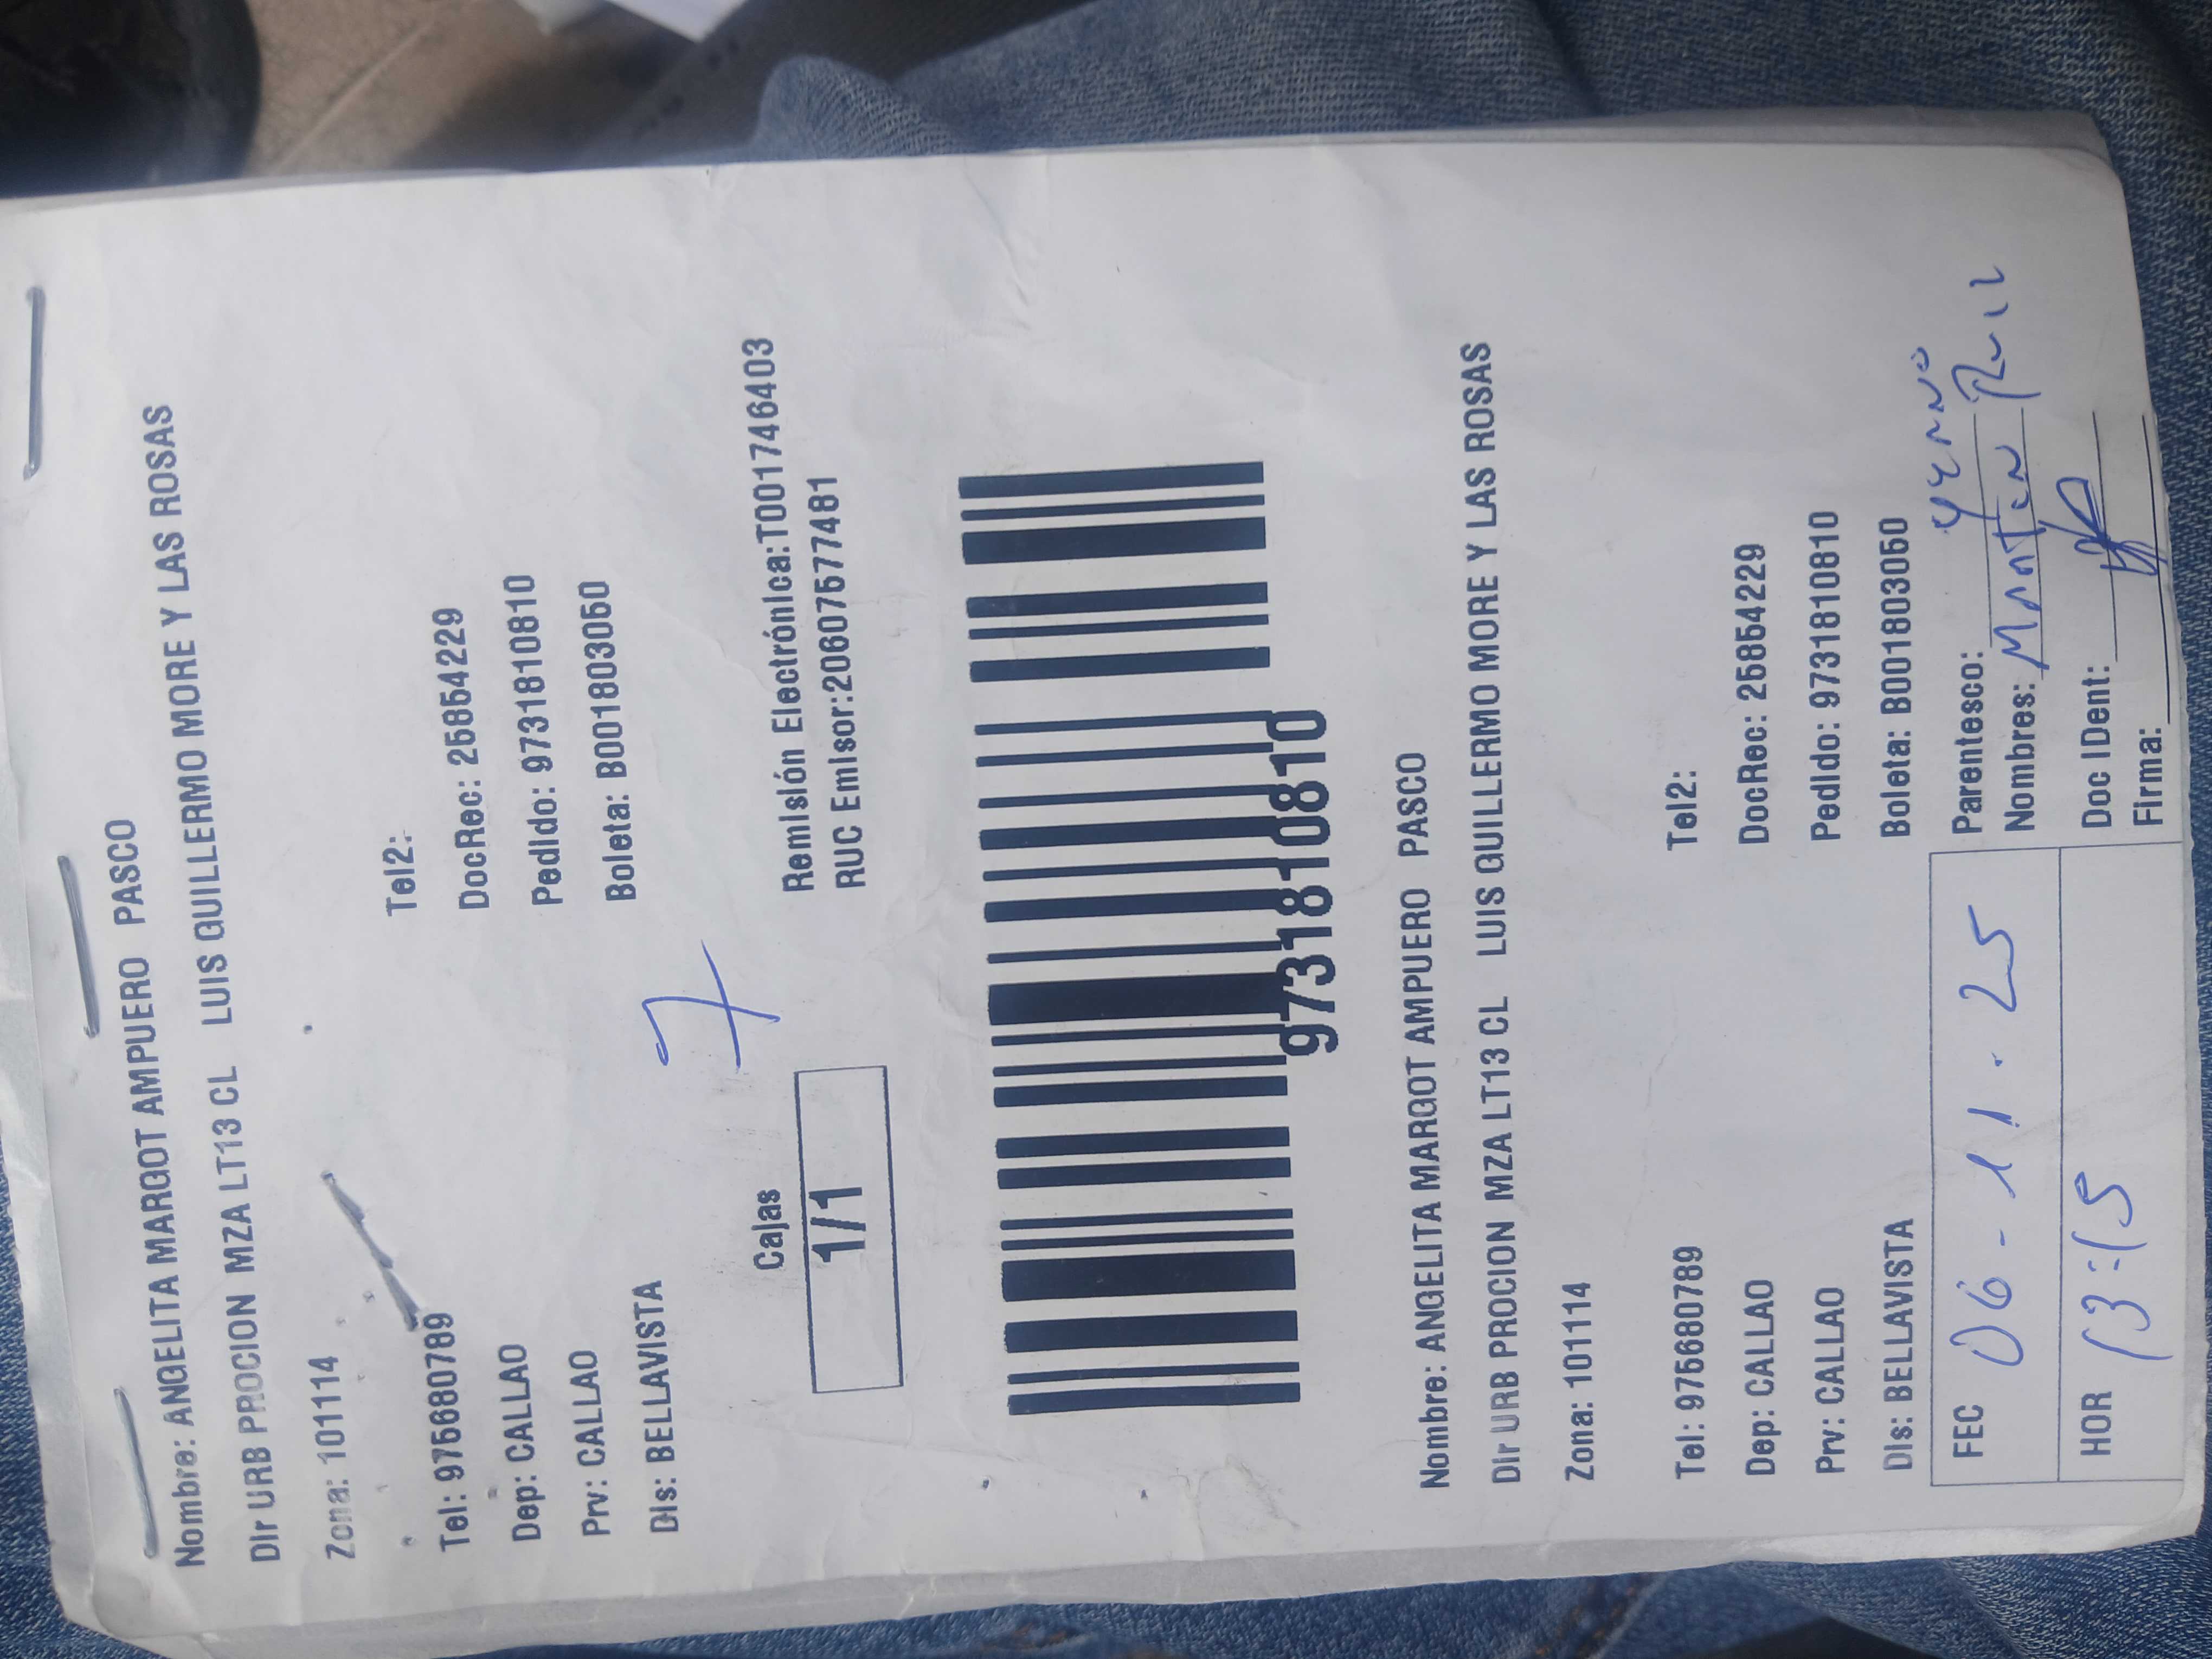 Nombre: ANGELITA MARGOT AMPUERO PASCO
Dir URB PROCION MZA LT13 CL LUIS GUILLERMO MORE Y LAS ROSAS
Zona: 101114
Tel: 975680789 Tel2:
Dep: CALLAO DocRec: 25854229
Prv: CALLAO Pedido: 9731810810
Dis: BELLAVISTA Boleta: B001803050
7
Cajas
1/1
Remisión Electrónica:T001746403
RUC Emisor:20607577481
9731810810
Nombre: ANGELITA MARGOT AMPUERO PASCO
Dir URB PROCION MZA LT13 CL LUIS GUILLERMO MORE Y LAS ROSAS
Zona: 101114
Tel: 975680789 Tel2:
Dep: CALLAO DocRec: 25854229
Prv: CALLAO Pedido: 9731810810
Dis: BELLAVISTA Boleta: B001803050
FEC 06-11.25 Parentesco: YERNO
Nombres: MARTIN
HOR 13:15 Doc IDent:
Firma: